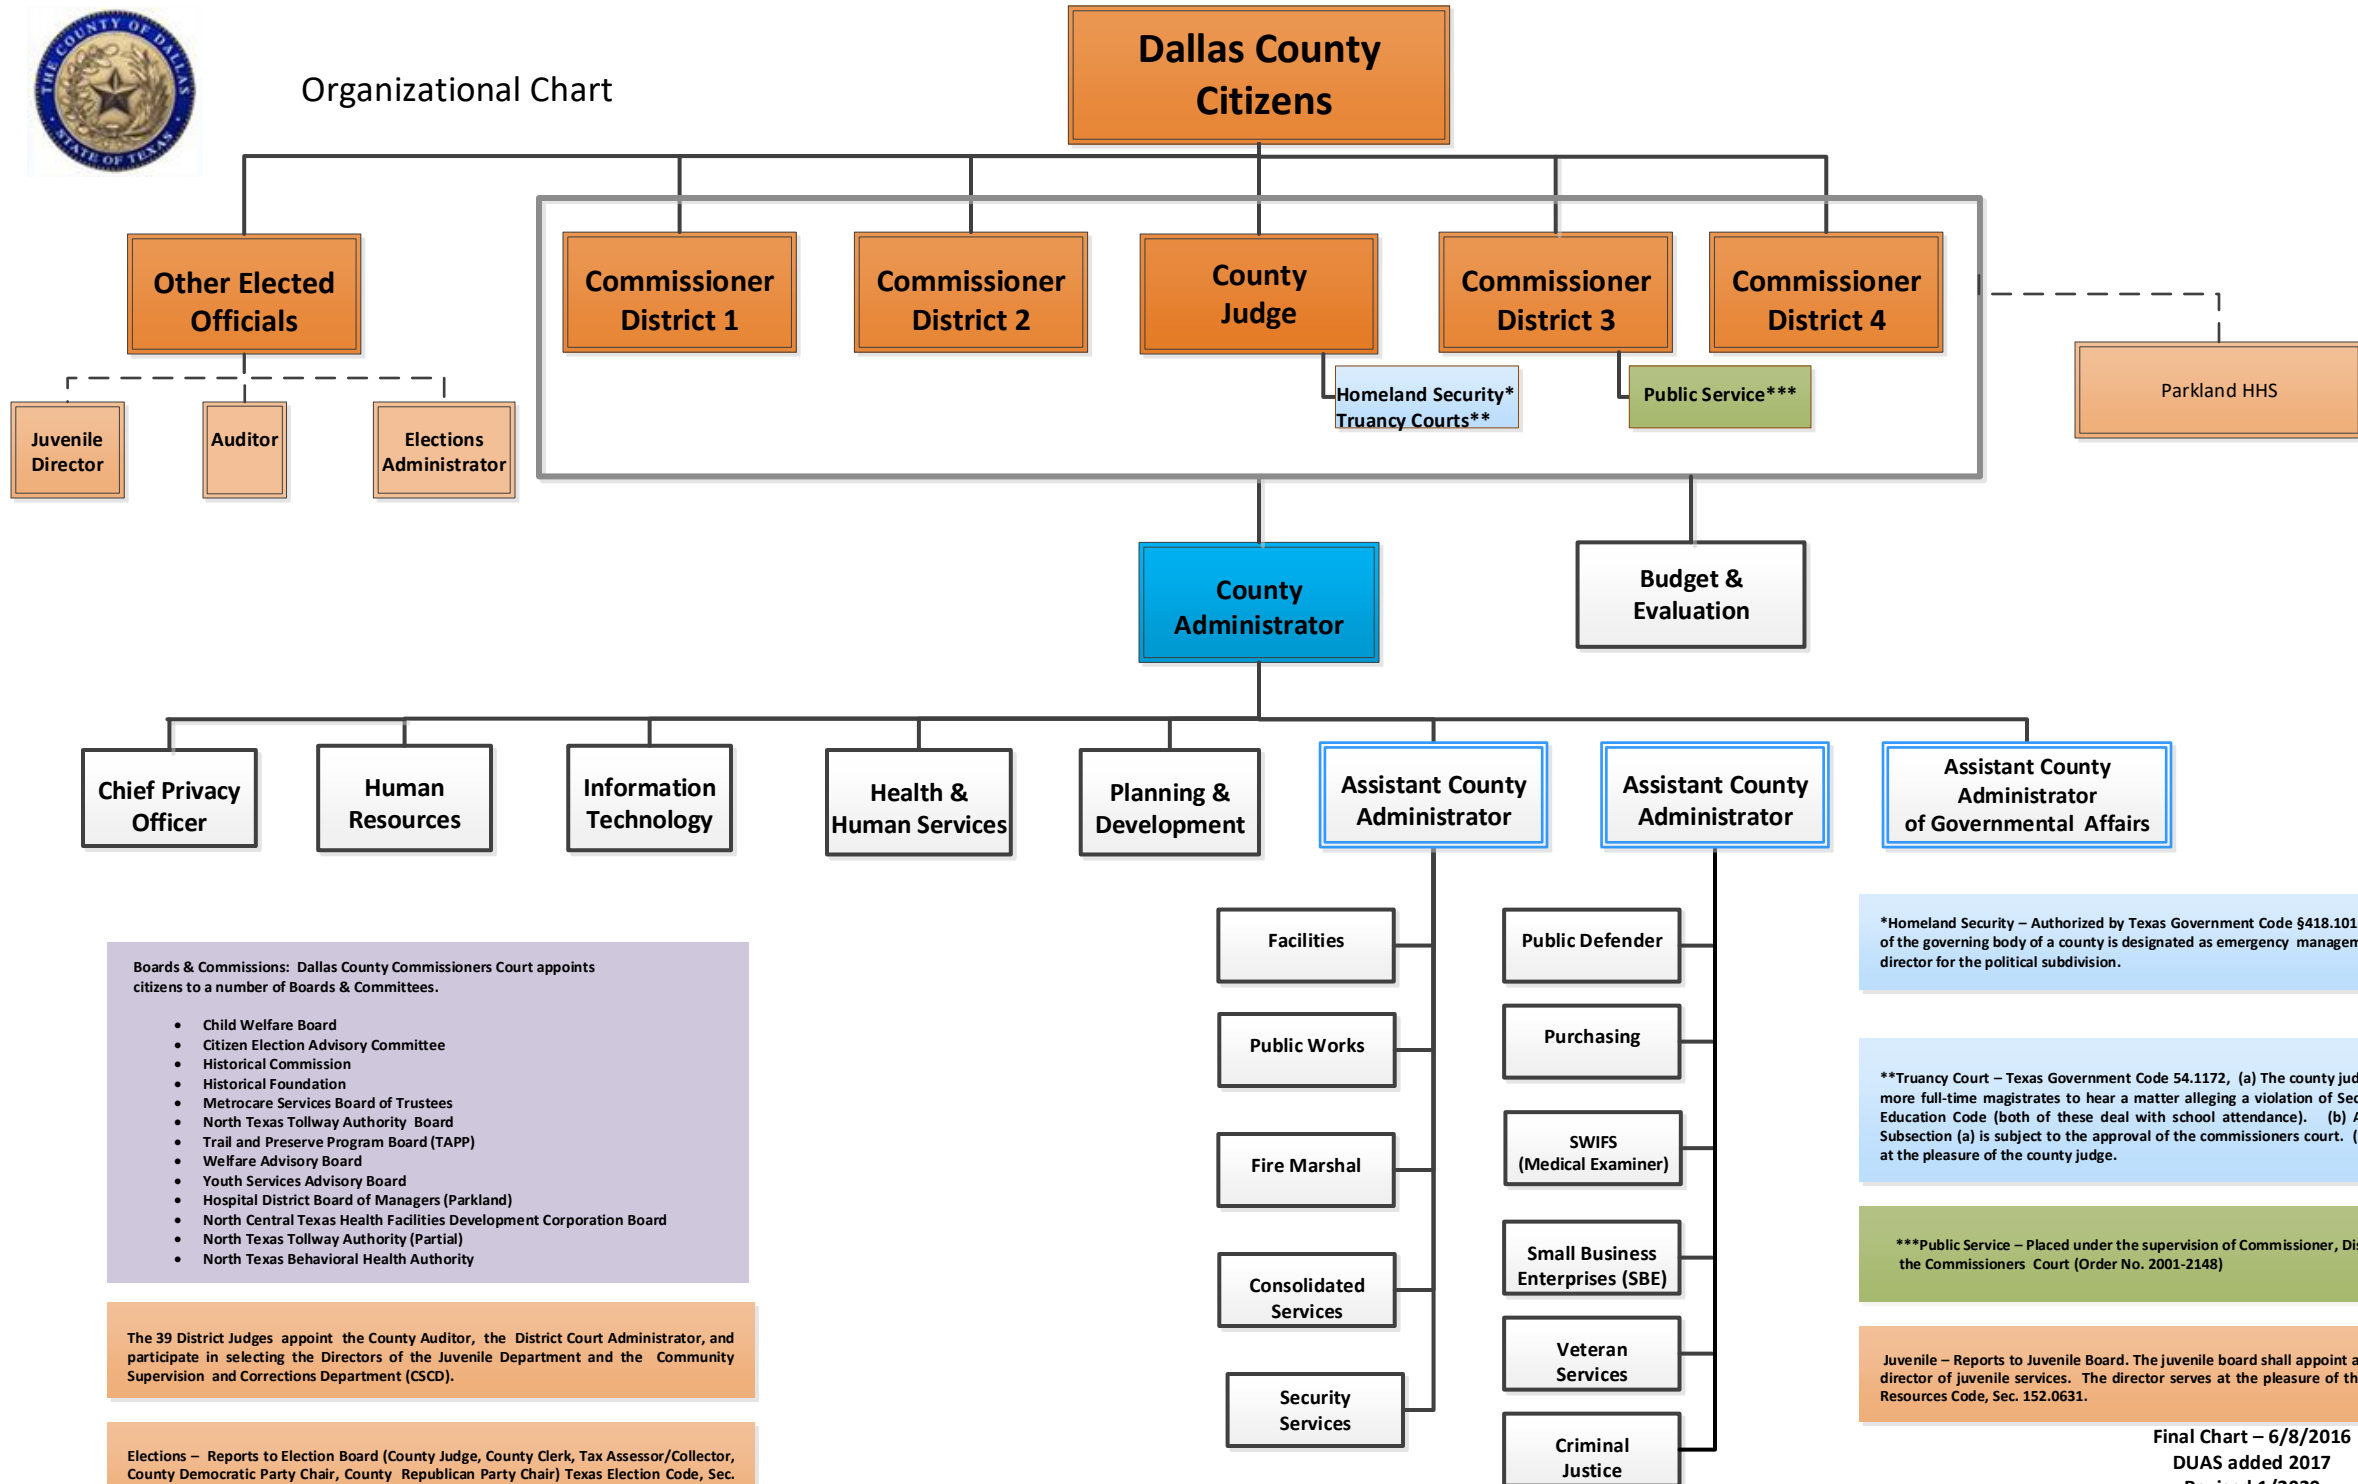 THE COUNTY OF DALLAS
STATE OF TEXAS
Organizational Chart
Dallas County
Citizens
Other Elected
Officials
Commissioner
District 1
Commissioner
District 2
County
Judge
Commissioner
District 3
Commissioner
District 4
Homeland Security*
Truancy Courts**
Public Service***
Parkland HHS
Juvenile
Director
Auditor
Elections
Administrator
County
Administrator
Budget &
Evaluation
Chief Privacy
Officer
Human
Resources
Information
Technology
Health &
Human Services
Planning &
Development
Assistant County
Administrator
Assistant County
Administrator
Assistant County
Administrator
of Governmental Affairs
Facilities
Public Works
Fire Marshal
Consolidated
Services
Security
Services
Public Defender
Purchasing
SWIFS
(Medical Examiner)
Small Business
Enterprises (SBE)
Veteran
Services
Criminal
Justice
Boards & Commissions: Dallas County Commissioners Court appoints
citizens to a number of Boards & Committees.
• Child Welfare Board
• Citizen Election Advisory Committee
• Historical Commission
• Historical Foundation
• Metrocare Services Board of Trustees
• North Texas Tollway Authority Board
• Trail and Preserve Program Board (TAPP)
• Welfare Advisory Board
• Youth Services Advisory Board
• Hospital District Board of Managers (Parkland)
• North Central Texas Health Facilities Development Corporation Board
• North Texas Tollway Authority (Partial)
• North Texas Behavioral Health Authority
The 39 District Judges appoint the County Auditor, the District Court Administrator, and
participate in selecting the Directors of the Juvenile Department and the Community
Supervision and Corrections Department (CSCD).
Elections – Reports to Election Board (County Judge, County Clerk, Tax Assessor/Collector,
County Democratic Party Chair, County Republican Party Chair) Texas Election Code, Sec.
*Homeland Security – Authorized by Texas Government Code §418.101
of the governing body of a county is designated as emergency
director for the political subdivision.
**Truancy Court – Texas Government Code 54.1172, (a) The county
more full-time magistrates to hear a matter alleging a violation of
Education Code (both of these deal with school attendance). (b)
Subsection (a) is subject to the approval of the commissioners court.
at the pleasure of the county judge.
***Public Service – Placed under the supervision of Commissioner,
the Commissioners Court (Order No. 2001-2148)
Juvenile – Reports to Juvenile Board. The juvenile board shall appoint a
director of juvenile services. The director serves at the pleasure of
Resources Code, Sec. 152.0631.
Final Chart – 6/8/2016
DUAS added 2017